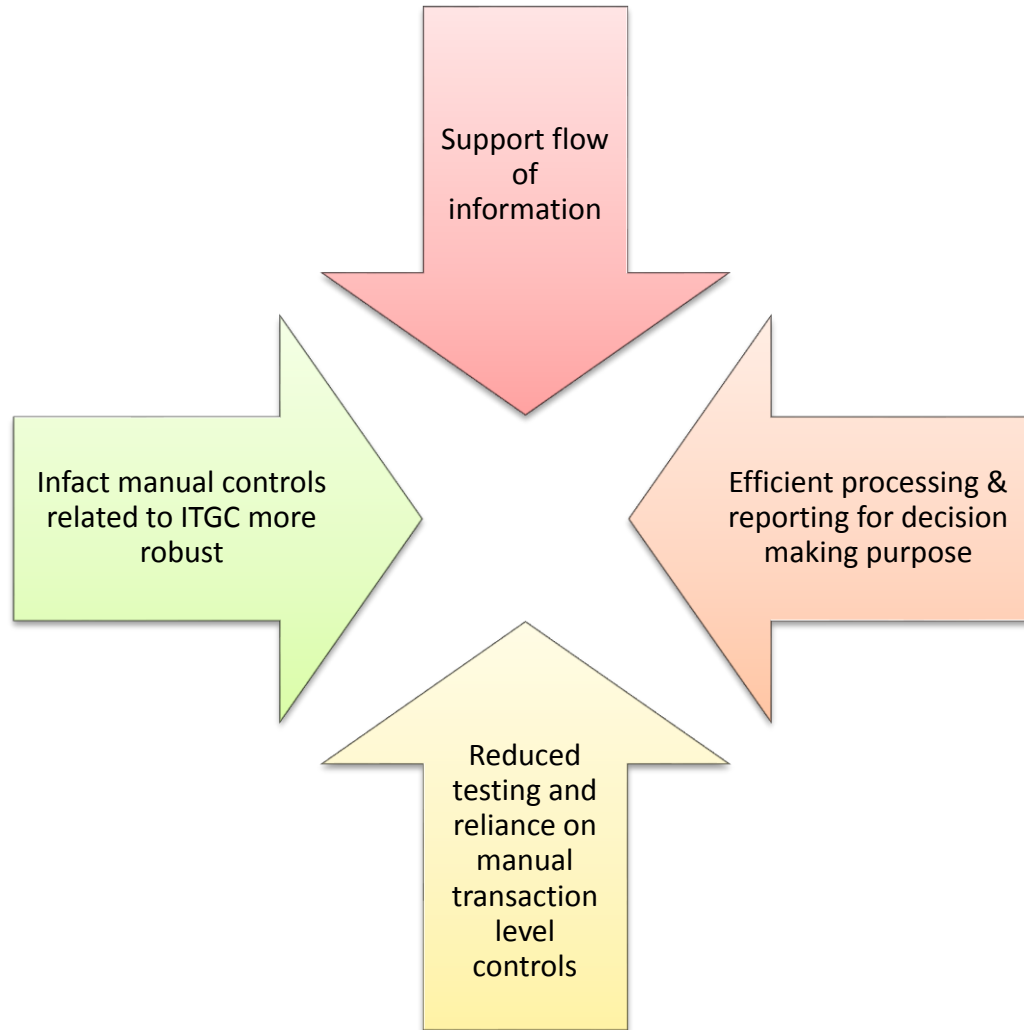 Support flow
of
information
Infact manual controls
related to ITGC more
robust
Efficient processing &
reporting for decision
making purpose
Reduced
testing and
reliance on
manual
transaction
level
controls